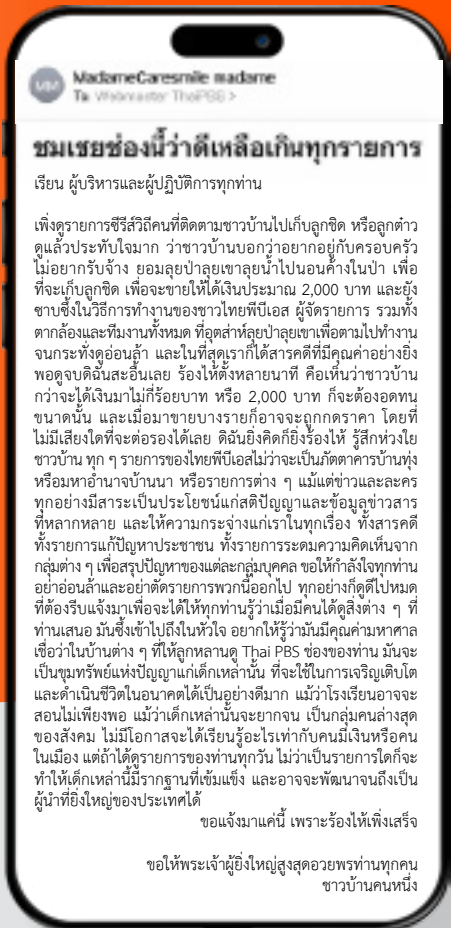 MM
MadameCaresmile madame
To Webmaster ThaiPBS >
ชมเชยช่องนี้ว่าดีเหลือเกินทุกรายการ
เรียน ผู้บริหารและผู้ปฏิบัติการทุกท่าน
เพิ่งดูรายการซีรีส์วิถีคนที่ติดตามชาวบ้านไปเก็บลูกชิด หรือลูกต๋าว
ดูแล้วประทับใจมาก ว่าชาวบ้านบอกว่าอยากอยู่กับครอบครัว
ไม่อยากรับจ้าง ยอมลุยป่าลุยเขาลุยน้ำไปนอนค้างในป่า เพื่อ
ที่จะเก็บลูกชิด เพื่อจะขายให้ได้เงินประมาณ 2,000 บาท และยัง
ซาบซึ้งในวิธีการทำงานของชาวไทยพีบีเอส ผู้จัดรายการ รวมทั้ง
ตากล้องและทีมงานทั้งหมด ที่อุตส่าห์ลุยป่าลุยเขาเพื่อตามไปทำงาน
จนกระทั่งดูอ่อนล้า และในที่สุดเราก็ได้สารคดีที่มีคุณค่าอย่างยิ่ง
พอดูจบดิฉันสะอื้นเลย ร้องไห้ตั้งหลายนาที คือเห็นว่าชาวบ้าน
กว่าจะได้เงินมาไม่กี่ร้อยบาท หรือ 2,000 บาท ก็จะต้องอดทน
ขนาดนั้น และเมื่อมาขายบางรายก็อาจจะถูกกดราคา โดยที่
ไม่มีเสียงใดที่จะต่อรองได้เลย ดิฉันยิ่งคิดก็ยิ่งร้องไห้ รู้สึกห่วงใย
ชาวบ้าน ทุก ๆ รายการของไทยพีบีเอสไม่ว่าจะเป็นภัตตาคารบ้านทุ่ง
หรือมหาอำนาจบ้านนา หรือรายการต่าง ๆ แม้แต่ข่าวและละคร
ทุกอย่างมีสาระเป็นประโยชน์แก่สติปัญญาและข้อมูลข่าวสาร
ที่หลากหลาย และให้ความกระจ่างแก่เราในทุกเรื่อง ทั้งสารคดี
ทั้งรายการแก้ปัญหาประชาชน ทั้งรายการระดมความคิดเห็นจาก
กลุ่มต่าง ๆ เพื่อสรุปปัญหาของแต่ละกลุ่มบุคคล ขอให้กำลังใจทุกท่าน
อย่าอ่อนล้าและอย่าตัดรายการพวกนี้ออกไป ทุกอย่างก็ดูดีไปหมด
ที่ต้องรีบแจ้งมาเพื่อจะได้ให้ทุกท่านรู้ว่าเมื่อมีคนได้ดูสิ่งต่าง ๆ ที่
ท่านเสนอ มันซึ้งเข้าไปถึงในหัวใจ อยากให้รู้ว่ามันมีคุณค่ามหาศาล
เชื่อว่าในบ้านต่าง ๆ ที่ให้ลูกหลานดู Thai PBS ช่องของท่าน มันจะ
เป็นขุมทรัพย์แห่งปัญญาแก่เด็กเหล่านั้น ที่จะใช้ในการเจริญเติบโต
และดำเนินชีวิตในอนาคตได้เป็นอย่างดีมาก แม้ว่าโรงเรียนอาจจะ
สอนไม่เพียงพอ แม้ว่าเด็กเหล่านั้นจะยากจน เป็นกลุ่มคนล่างสุด
ของสังคม ไม่มีโอกาสจะได้เรียนรู้อะไรเท่ากับคนมีเงินหรือคน
ในเมือง แต่ถ้าได้ดูรายการของท่านทุกวัน ไม่ว่าเป็นรายการใดก็จะ
ทำให้เด็กเหล่านี้มีรากฐานที่เข้มแข็ง และอาจจะพัฒนาจนถึงเป็น
ผู้นำที่ยิ่งใหญ่ของประเทศได้
ขอแจ้งมาแค่นี้ เพราะร้องไห้เพิ่งเสร็จ
ขอให้พระเจ้าผู้ยิ่งใหญ่สูงสุดอวยพรท่านทุกคน
ชาวบ้านคนหนึ่ง